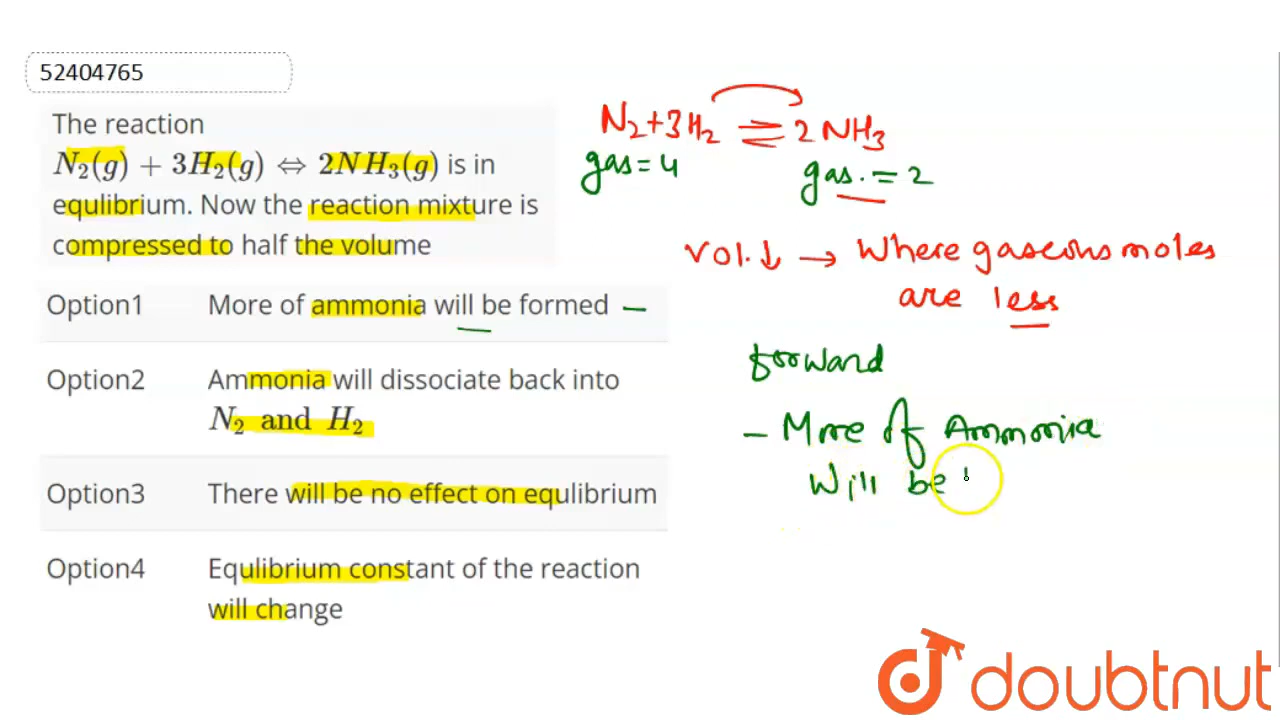 52404765
The reaction
N₂(g) + 3H₂(g) ⇔ 2NH₃(g) is in
equlibrium. Now the reaction mixture is
compressed to half the volume
Option1 More of ammonia will be formed
Option2 Ammonia will dissociate back into
N₂ and H₂
Option3 There will be no effect on equlibrium
Option4 Equlibrium constant of the reaction
will change
N₂+3H₂ ⇌ 2NH₃
gas=4 gas.=2
Vol.↓ → Where gaseous moles
are less
forward
- More of Ammonia
Will be
doubtnut